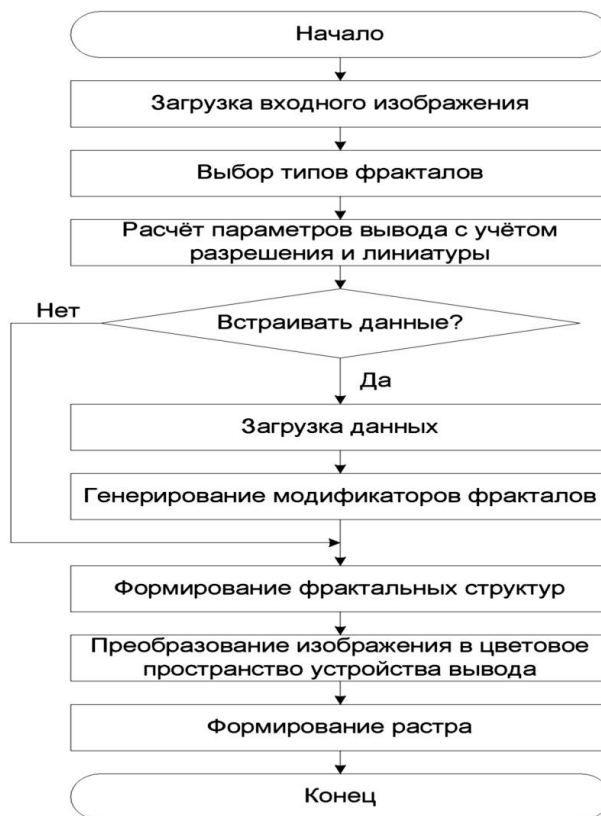 Начало
Загрузка входного изображения
Выбор типов фракталов
Расчёт параметров вывода с учётом
разрешения и линиатуры
Нет
Встраивать данные?
Да
Загрузка данных
Генерирование модификаторов фракталов
Формирование фрактальных структур
Преобразование изображения в цветовое
пространство устройства вывода
Формирование растра
Конец